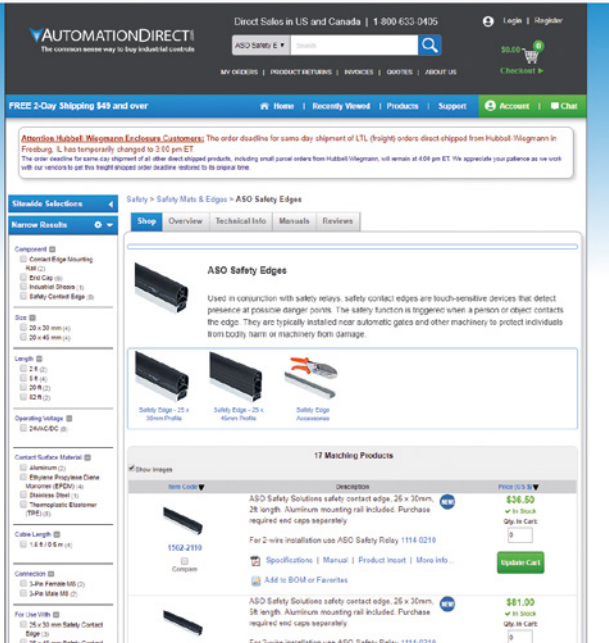 Direct Sales in US and Canada | 1-800-633-0405
Login | Register
AUTOMATIONDIRECT
The common sense way to buy industrial controls
ASO Safety E
Search
$0.00
0
Checkout
MY ORDERS | PRODUCT RETURNS | INVOICES | QUOTES | ABOUT US
FREE 2-Day Shipping $49 and over
Home | Recently Viewed | Products | Support
Account | Chat
Attention Hubbell Wiegmann Enclosure Customers: The order deadline for same day shipment of LTL (freight) orders direct shipped from Hubbell-Wiegmann in
Freeburg, IL has temporarily changed to 3:00 pm ET.
The order deadline for same day shipment of all other direct shipped products, including small parcel orders from Hubbell Wiegmann, will remain at 4:00 pm ET. We appreciate your patience as we work
with our vendors to get this freight shipped order deadline restored to its original time.
Sitewide Selections
Safety > Safety Mats & Edges > ASO Safety Edges
Narrow Results
Shop Overview Technical Info Manuals Reviews
Component
Contact Edge Mounting
Rail (2)
End Cap
Industrial Shears (1)
Safety Contact Edge
ASO Safety Edges
Used in conjunction with safety relays, safety contact edges are touch-sensitive devices that detect
presence at possible danger points. The safety function is triggered when a person or object contacts
the edge. They are typically installed near automatic gates and other machinery to protect individuals
from bodily harm or machinery from damage.
Size
(4)
(4)
Length
2 ft (2)
5 ft (4)
20 ft (2)
(2)
Safety Edge - 25 x
30mm Profile
Safety Edge - 25 x
45mm Profile
Safety Edge
Accessories
Operating Voltage
24VAC/DC
Contact Surface Material
Aluminum (2)
Ethylene Propylene Diene
Monomer (EPDM) (4)
Stainless Steel (1)
Thermoplastic Elastomer
(TPE)
17 Matching Products
Show Images
Item Code Description Price (US $)
ASO Safety Solutions safety contact edge, 25 x 30mm,
2ft length. Aluminum mounting rail included. Purchase
required end caps separately.
For 2-wire installation use ASO Safety Relay 1114-0210
NEW
$36.50
In Stock
Qty. In Cart:
0
Update Cart
1502-2110
Compare
Specifications | Manual | Product Insert | More info...
Add to BOM or Favorites
Cable Length
1.6 ft / 0.5 m (4)
Connection
3-Pin Female M8 (2)
3-Pin Male M8 (2)
For Use With
25 x 30 mm Safety Contact
Edge (3)
ASO Safety Solutions safety contact edge, 25 x 30mm,
5ft length. Aluminum mounting rail included. Purchase
required end caps separately.
NEW
$81.00
In Stock
Qty. In Cart:
0